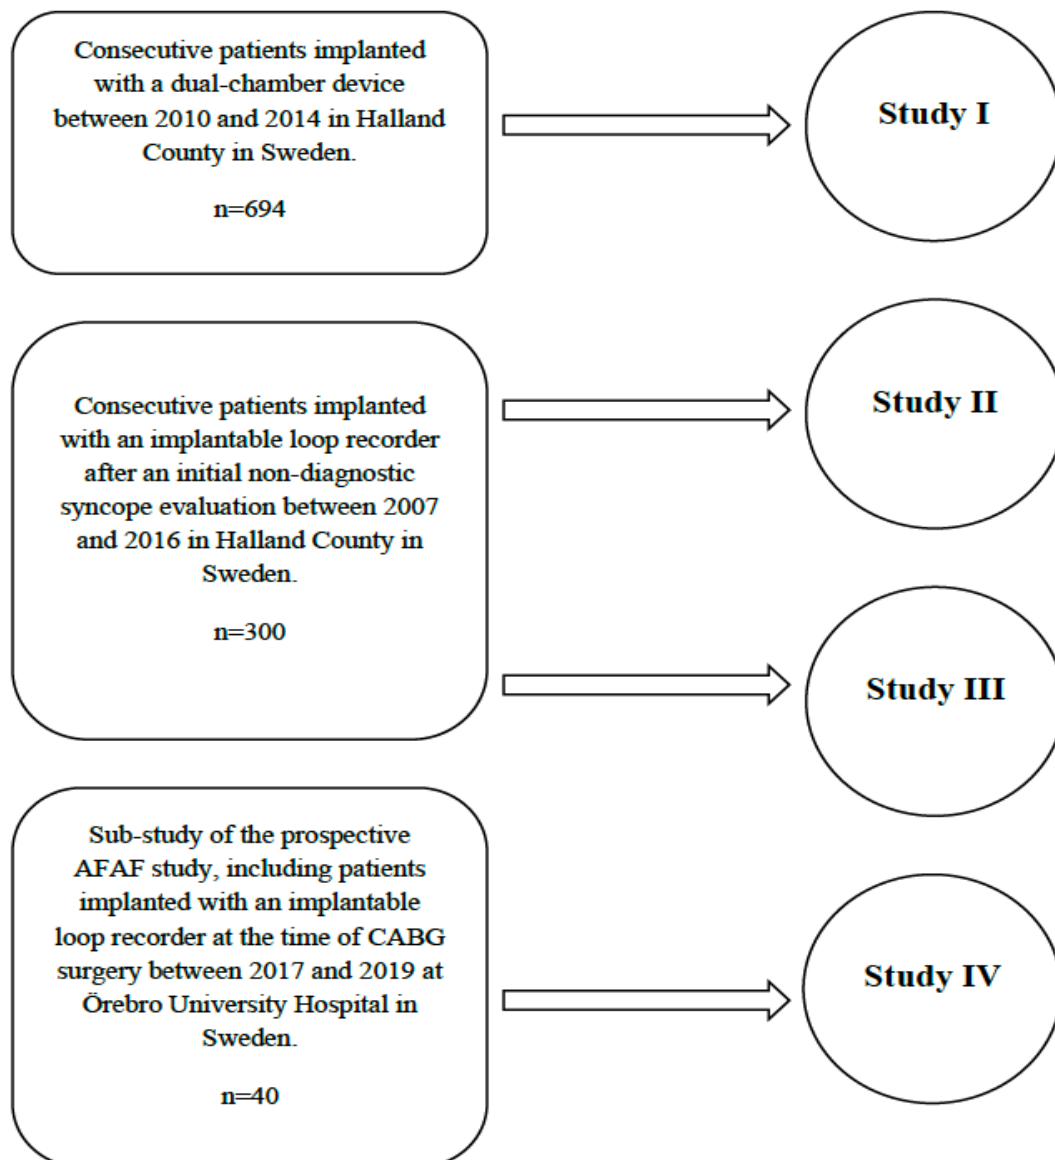 Consecutive patients implanted
with a dual-chamber device
between 2010 and 2014 in Halland
County in Sweden.
n=694
Study I
Consecutive patients implanted
with an implantable loop recorder
after an initial non-diagnostic
syncope evaluation between 2007
and 2016 in Halland County in
Sweden.
n=300
Study II
Study III
Sub-study of the prospective
AFAF study, including patients
implanted with an implantable
loop recorder at the time of CABG
surgery between 2017 and 2019 at
Örebro University Hospital in
Sweden.
n=40
Study IV